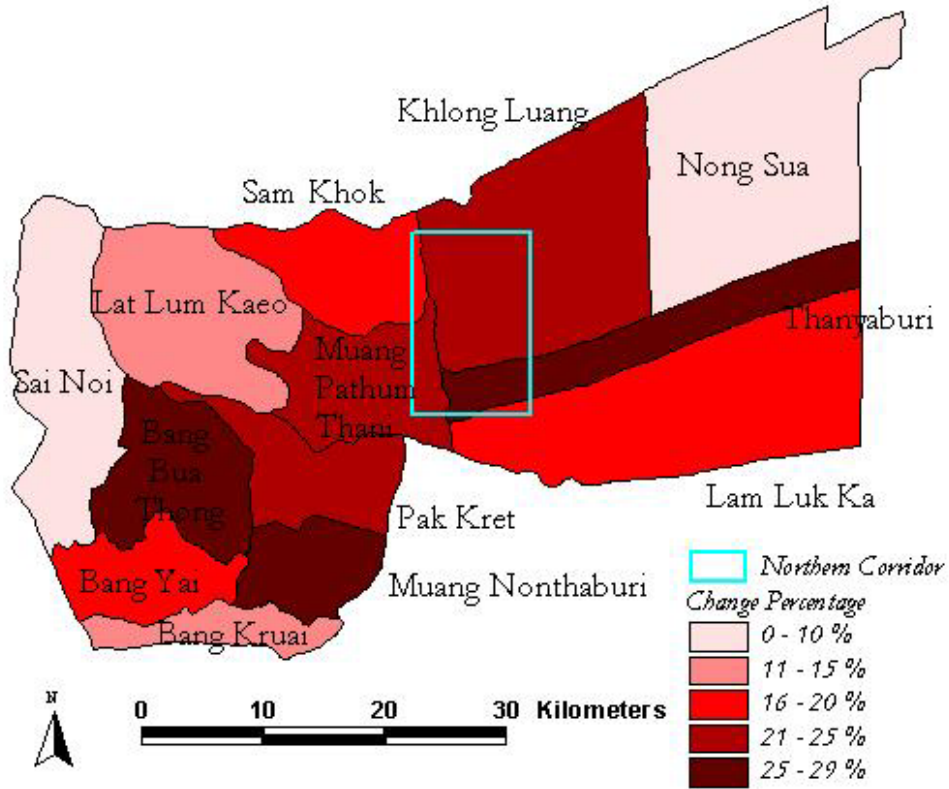 Khlong Luang
Nong Sua
Sam Khok
Lat Lum Kaeo
Thanyaburi
Muang
Pathum
Thani
Sai Noi
Bang
Bua
Thong
Lam Luk Ka
Pak Kret
Bang Yai
Muang Nonthaburi
Bang Kruai
Northern Corridor
Change Percentage
0 - 10 %
11 - 15 %
16 - 20 %
21 - 25 %
25 - 29 %
N
0 10 20 30 Kilometers